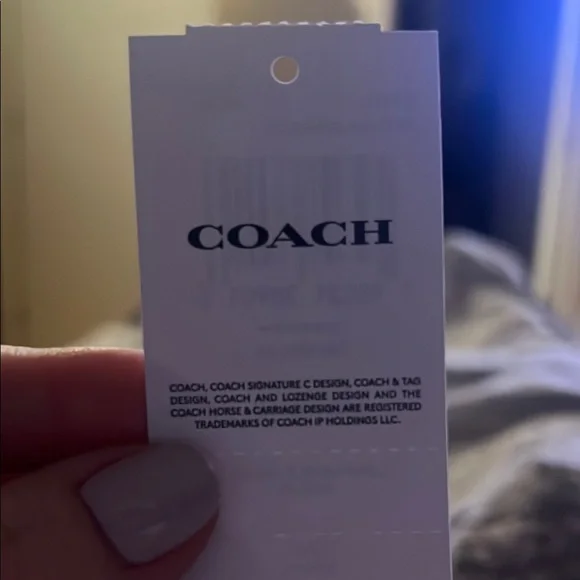 COACH
COACH, COACH SIGNATURE C DESIGN, COACH & TAG
DESIGN, COACH AND LOZENGE DESIGN AND THE
COACH HORSE & CARRIAGE DESIGN ARE REGISTERED
TRADEMARKS OF COACH IP HOLDINGS LLC.